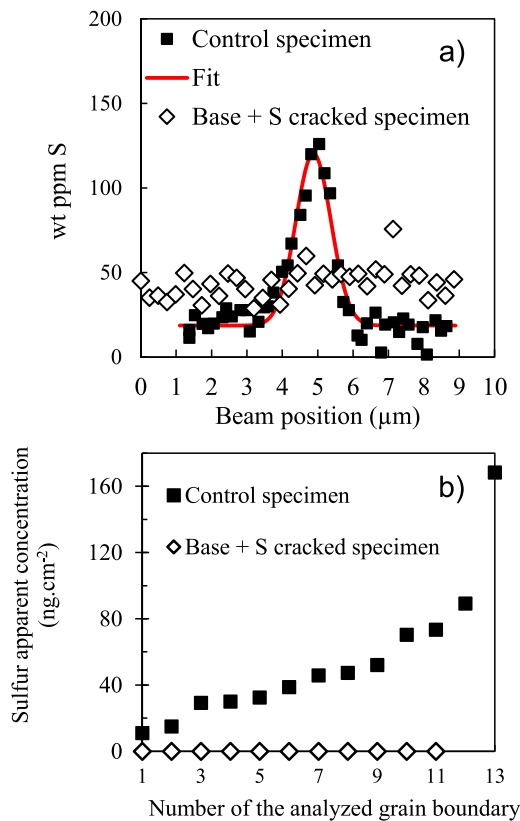 200
150
100
50
0
wt ppm S
Control specimen
a)
Fit
Base + S cracked specimen
0 1 2 3 4 5 6 7 8 9 10
Beam position (µm)
160
120
80
40
0
Sulfur apparent concentration
(ng.cm⁻²)
b)
Control specimen
Base + S cracked specimen
1 3 5 7 9 11 13
Number of the analyzed grain boundary